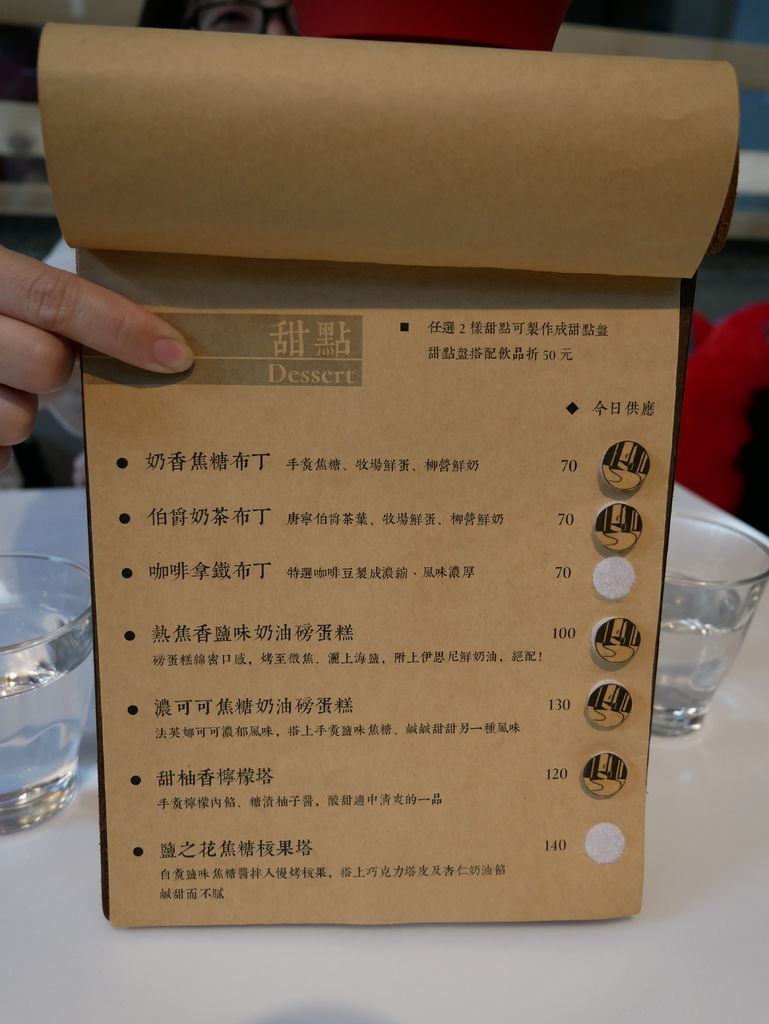 甜點
Dessert
■ 任選 2 樣甜點可製作成甜點盤
甜點盤搭配飲品折 50 元
◆ 今日供應
● 奶香焦糖布丁 手煮焦糖、牧場鮮蛋、柳營鮮奶 70
● 伯爵奶茶布丁 唐寧伯爵茶葉、牧場鮮蛋、柳營鮮奶 70
● 咖啡拿鐵布丁 特選咖啡豆製成濃縮、風味濃厚 70
● 熱焦香鹽味奶油磅蛋糕 100
磅蛋糕綿密口感，烤至微焦、灑上海鹽，附上伊思尼鮮奶油，絕配！
● 濃可可焦糖奶油磅蛋糕 130
法芙娜可可濃郁風味，搭上手煮鹽味焦糖、鹹鹹甜甜另一種風味
● 甜柚香檸檬塔 120
手煮檸檬內餡、糖漬柚子醬，酸甜適中清爽的一品
● 鹽之花焦糖核果塔 140
自煮鹽味焦糖醬拌入慢烤核果，搭上巧克力塔皮及杏仁奶油餡
鹹甜而不膩